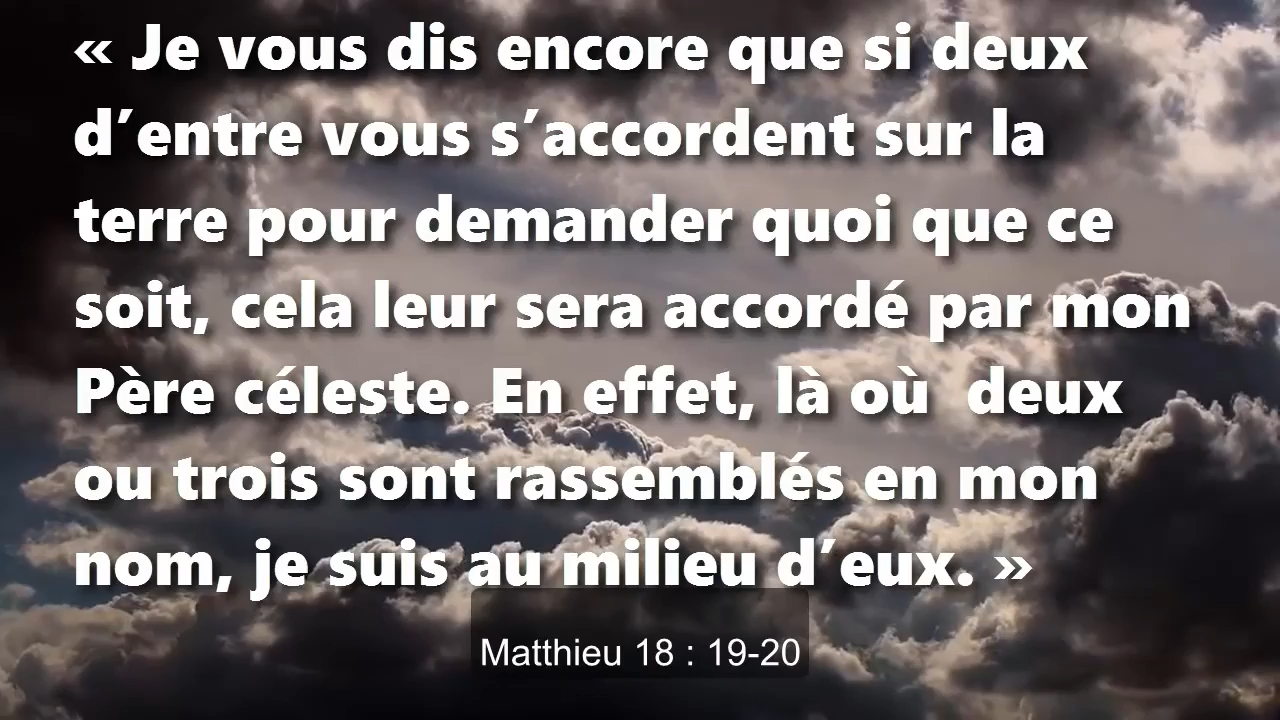 « Je vous dis encore que si deux
d’entre vous s’accordent sur la
terre pour demander quoi que ce
soit, cela leur sera accordé par mon
Père céleste. En effet, là où  deux
ou trois sont rassemblés en mon
nom, je suis au milieu d’eux. »
Matthieu 18 : 19-20